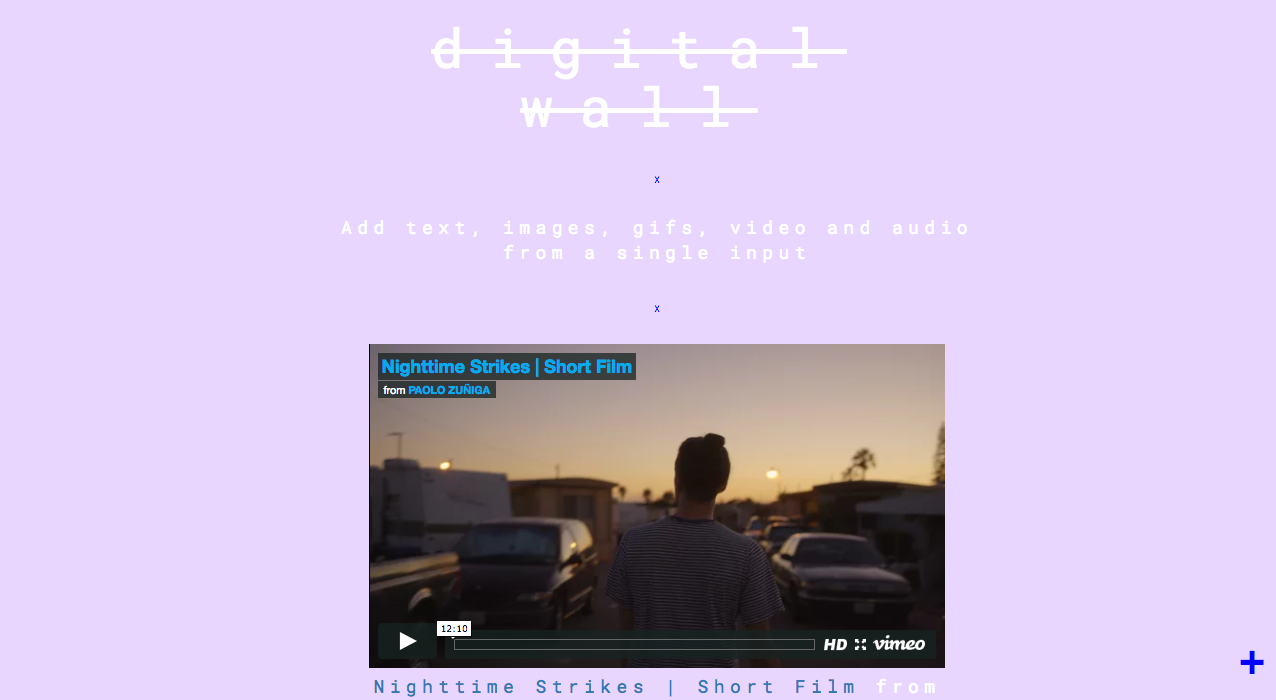 digital
wall
x
Add text, images, gifs, video and audio
from a single input
x
Nighttime Strikes | Short Film
from PAOLO ZUÑIGA
12:10
HD vimeo
Nighttime Strikes | Short Film from
+